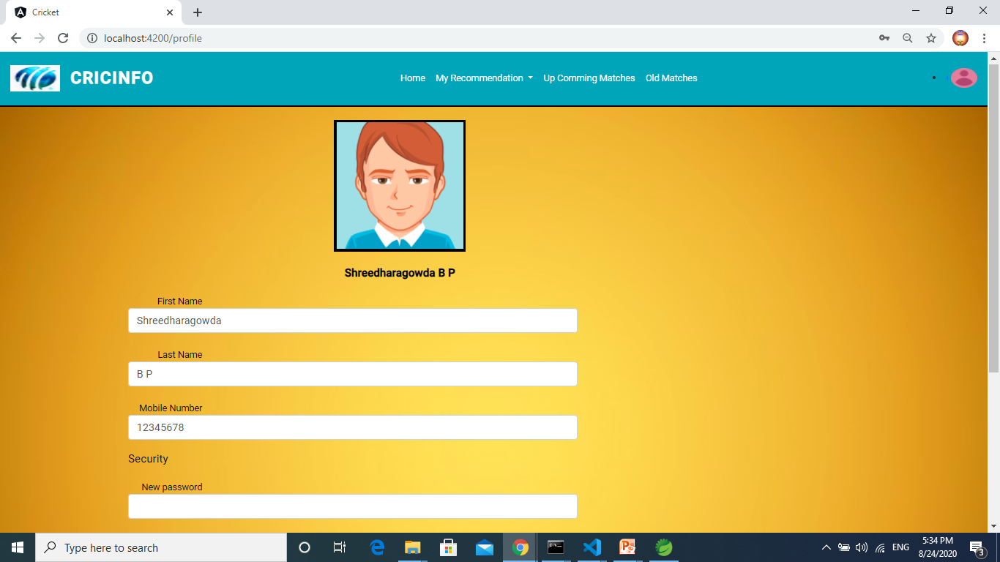 Cricket
localhost:4200/profile
CRICINFO
Home My Recommendation Up Comming Matches Old Matches
Shreedharagowda B P
First Name
Shreedharagowda
Last Name
B P
Mobile Number
12345678
Security
New password
Type here to search
ENG
5:34 PM
8/24/2020
3